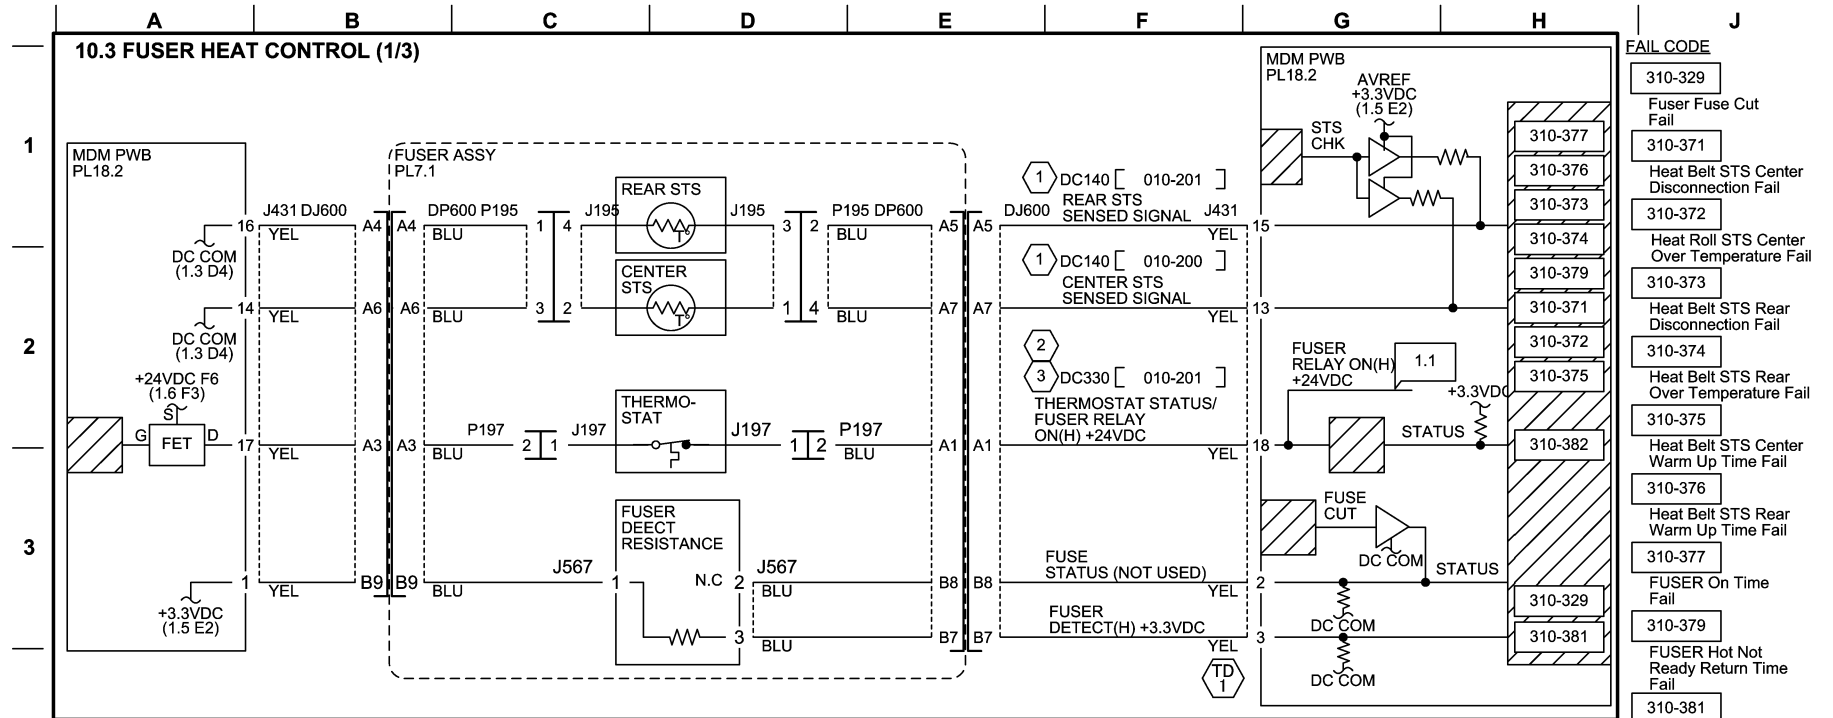 A B C D E F G H J
10.3 FUSER HEAT CONTROL (1/3)
1
2
3
MDM PWB
PL18.2
16
DC COM
(1.3 D4)
14
DC COM
(1.3 D4)
+24VDC F6
(1.6 F3)
S
G FET D
17
1
+3.3VDC
(1.5 E2)
J431 DJ600
YEL
A4
YEL
A6
YEL
A3
YEL
B9
FUSER ASSY
PL7.1
A4
DP600 P195
BLU
1 4
J195
A6
BLU
3 2
REAR STS
T°
CENTER
STS
T°
J195
3 2
P195 DP600
BLU
A5
1 4
BLU
A7
A3
P197
BLU
2 1
J197
THERMO-
STAT
J197
1 2
P197
BLU
A1
B9
BLU
J567
1
FUSER
DEECT
RESISTANCE
N.C 2
3
J567
BLU
BLU
B8
B7
A5
DJ600
1
DC140 [ 010-201 ]
REAR STS
SENSED SIGNAL
J431
YEL
15
1
DC140 [ 010-200 ]
CENTER STS
SENSED SIGNAL
A7
YEL
13
2
3
DC330 [ 010-201 ]
THERMOSTAT STATUS/
FUSER RELAY
ON(H) +24VDC
A1
YEL
18
FUSE
STATUS (NOT USED)
B8
YEL
2
FUSER
DETECT(H) +3.3VDC
B7
YEL
3
TD
1
MDM PWB
PL18.2
AVREF
+3.3VDC
(1.5 E2)
STS
CHK
FUSER
RELAY ON(H)
+24VDC
1.1
+3.3VDC
STATUS
FUSE
CUT
DC COM
STATUS
DC COM
DC COM
310-377
310-376
310-373
310-374
310-379
310-371
310-372
310-375
310-382
310-329
310-381
FAIL CODE
310-329
Fuser Fuse Cut
Fail
310-371
Heat Belt STS Center
Disconnection Fail
310-372
Heat Roll STS Center
Over Temperature Fail
310-373
Heat Belt STS Rear
Disconnection Fail
310-374
Heat Belt STS Rear
Over Temperature Fail
310-375
Heat Belt STS Center
Warm Up Time Fail
310-376
Heat Belt STS Rear
Warm Up Time Fail
310-377
FUSER On Time
Fail
310-379
FUSER Hot Not
Ready Return Time
Fail
310-381